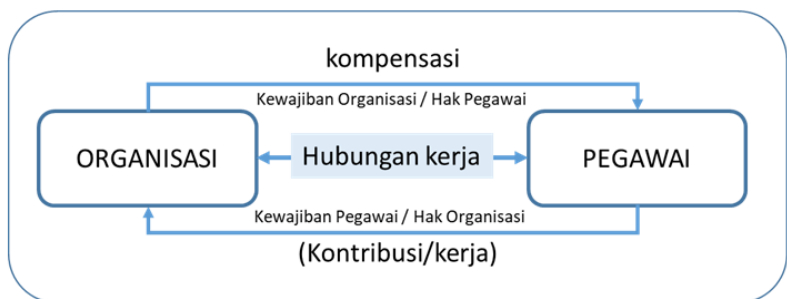 kompensasi
Kewajiban Organisasi / Hak Pegawai
ORGANISASI
Hubungan kerja
PEGAWAI
Kewajiban Pegawai / Hak Organisasi
(Kontribusi/kerja)